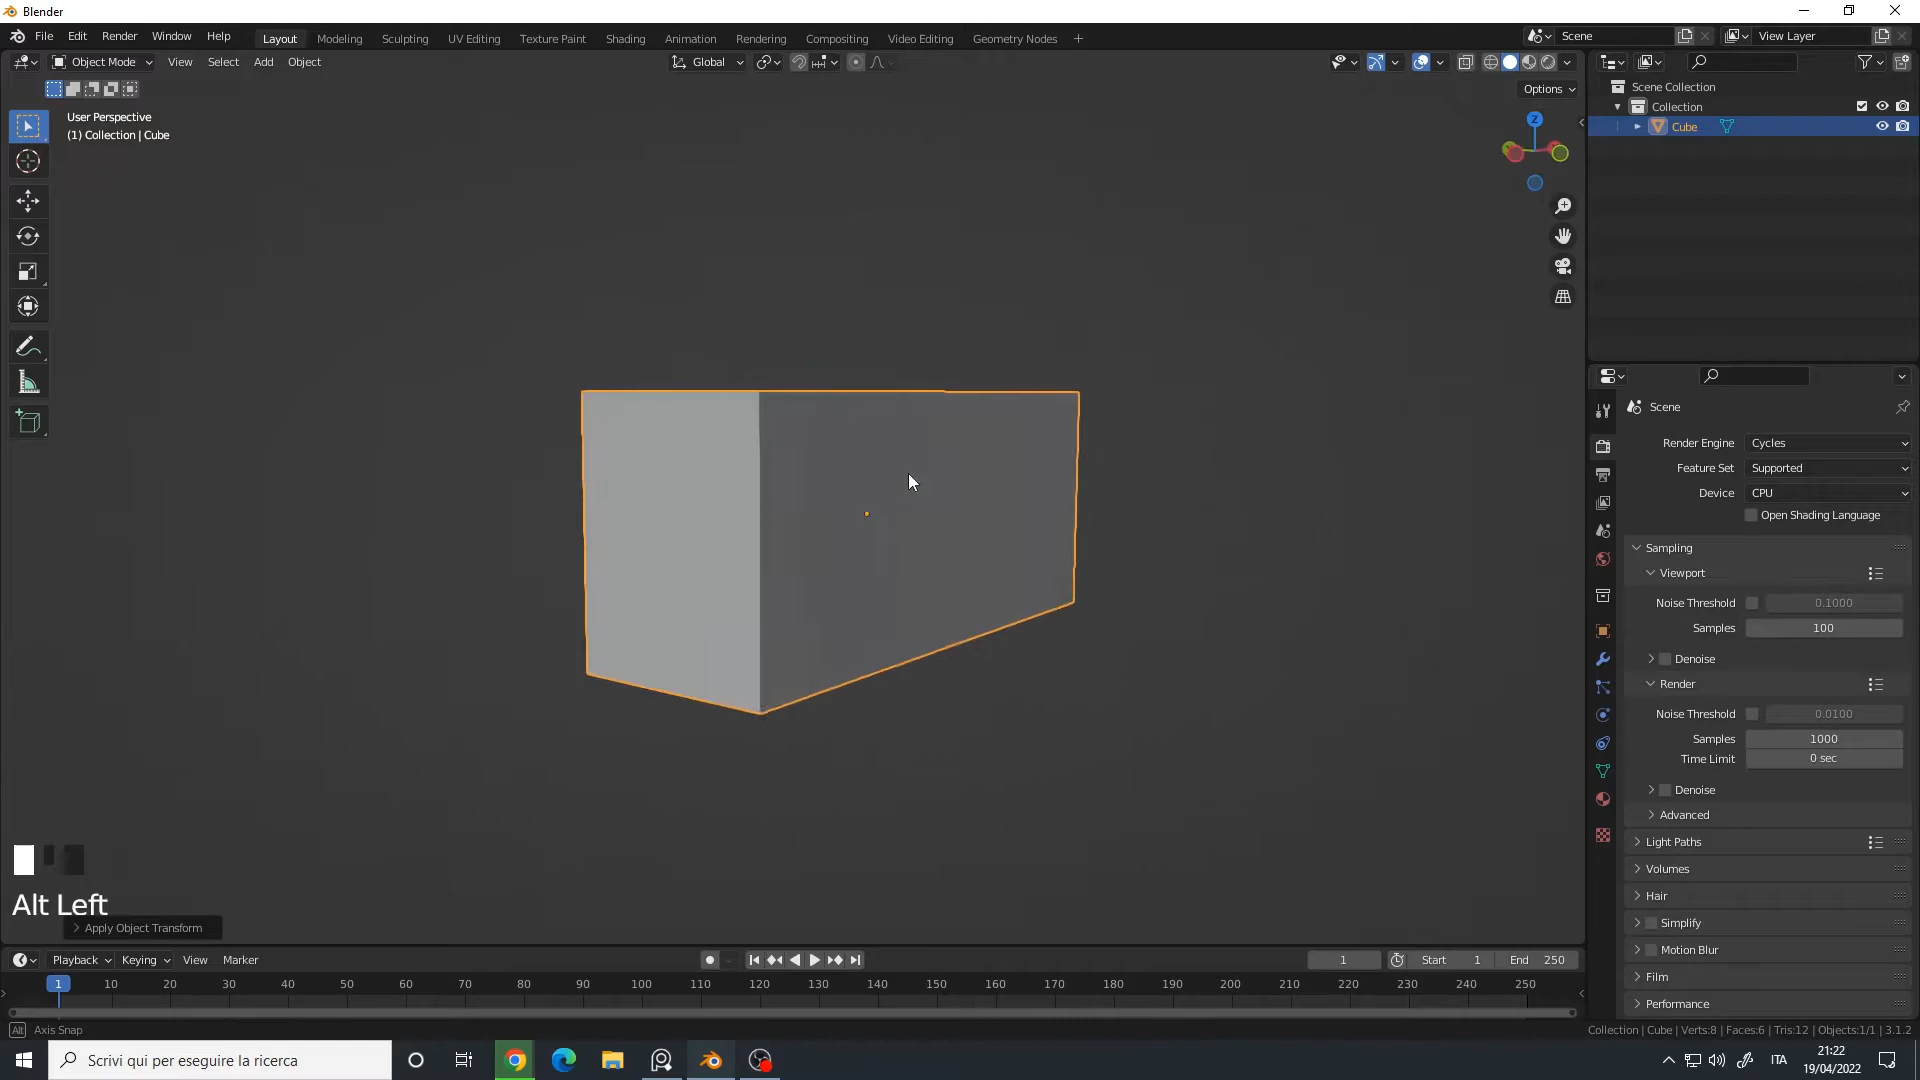 Blender
File Edit Render Window Help
Layout Modeling Sculpting UV Editing Texture Paint Shading Animation Rendering Compositing Video Editing Geometry Nodes +
Scene
View Layer
Object Mode View Select Add Object
Global
Options
User Perspective
(1) Collection | Cube
Z
Scene Collection
Collection
Cube
Scene
Render Engine Cycles
Feature Set Supported
Device CPU
Open Shading Language
Sampling
Viewport
Noise Threshold 0.1000
Samples 100
Denoise
Render
Noise Threshold 0.0100
Samples 1000
Time Limit 0 sec
Denoise
Advanced
Light Paths
Volumes
Hair
Simplify
Motion Blur
Film
Performance
Alt Left
Apply Object Transform
Playback Keying View Marker
1 Start 1 End 250
1 10 20 30 40 50 60 70 80 90 100 110 120 130 140 150 160 170 180 190 200 210 220 230 240 250
Alt Axis Snap
Collection | Cube | Verts:8 | Faces:6 | Tris:12 | Objects:1/1 | 3.1.2
Scrivi qui per eseguire la ricerca
ITA
21:22
19/04/2022